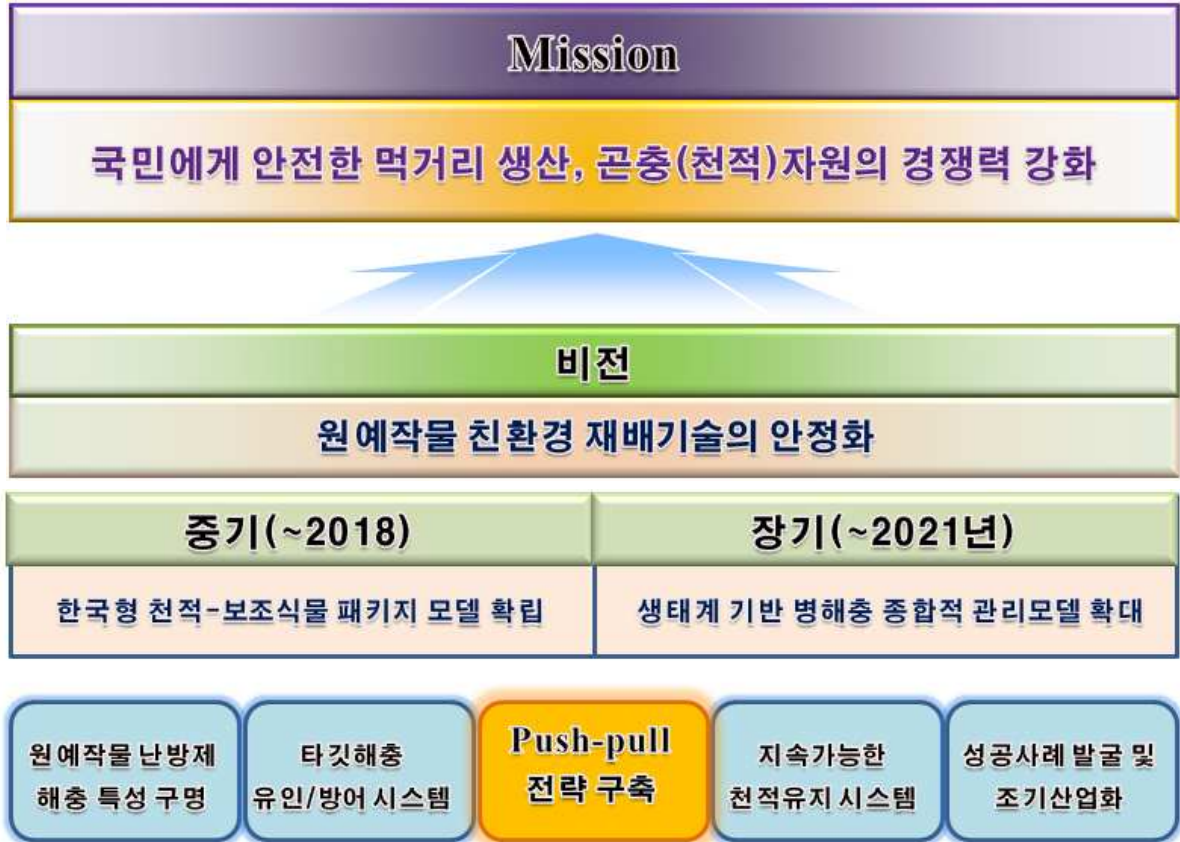 Mission
국민에게 안전한 먹거리 생산, 곤충(천적)자원의 경쟁력 강화
비전
원예작물 친환경 재배기술의 안정화
중기(~2018)
장기(~2021년)
한국형 천적-보조식물 패키지 모델 확립
생태계 기반 병해충 종합적 관리모델 확대
원예작물 난방제
해충 특성 구명
타깃해충
유인/방어 시스템
Push-pull
전략 구축
지속가능한
천적유지 시스템
성공사례 발굴 및
조기산업화